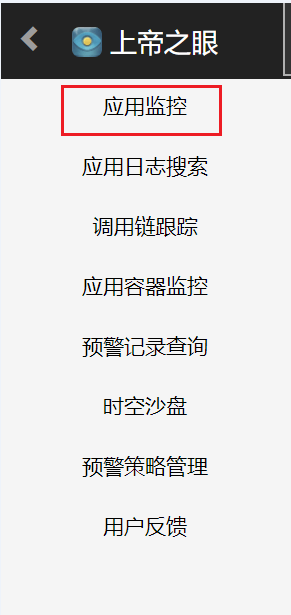 上帝之眼
应用监控
应用日志搜索
调用链跟踪
应用容器监控
预警记录查询
时空沙盘
预警策略管理
用户反馈